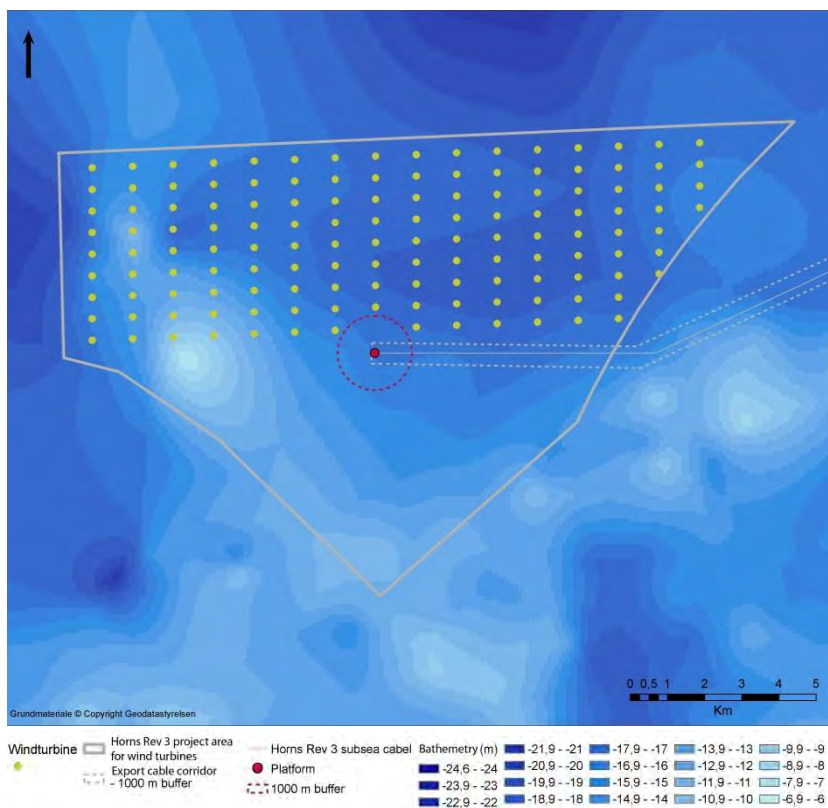 0 0,5 1 2 3 4 5
Km
Grundmateriale © Copyright Geodatastyrelsen
Windturbine
Horns Rev 3 project area
for wind turbines
Export cable corridor
- 1000 m buffer
Horns Rev 3 subsea cabel
Platform
1000 m buffer
Bathemetry (m)
-24,6 - -24
-23,9 - -23
-22,9 - -22
-21,9 - -21
-20,9 - -20
-19,9 - -19
-18,9 - -18
-17,9 - -17
-16,9 - -16
-15,9 - -15
-14,9 - -14
-13,9 - -13
-12,9 - -12
-11,9 - -11
-10,9 - -10
-9,9 - -9
-8,9 - -8
-7,9 - -7
-6,9 - -6